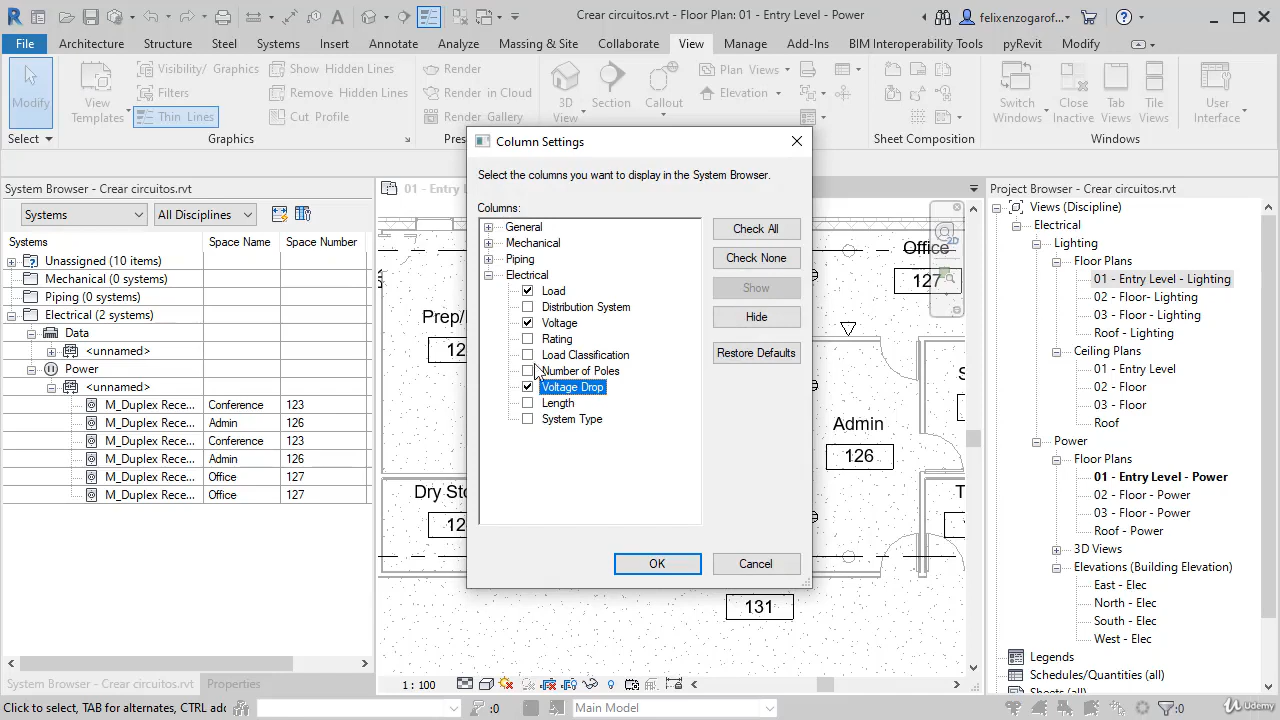 Crear circuitos.rvt - Floor Plan: 01 - Entry Level - Power
felixenzogarof...
File Architecture Structure Steel Systems Insert Annotate Analyze Massing & Site Collaborate View Manage Add-Ins BIM Interoperability Tools pyRevit Modify
Modify
Select
View
Templates
Visibility/ Graphics
Filters
Thin Lines
Show Hidden Lines
Remove Hidden Lines
Cut Profile
Graphics
Render
Render in Cloud
Render Gallery
3D
View
Section
Callout
Plan Views
Elevation
Sheet Composition
Switch
Windows
Close
Inactive
Tab
Views
Tile
Views
User
Interface
Windows
System Browser - Crear circuitos.rvt
Systems
All Disciplines
Systems Space Name Space Number
Unassigned (10 items)
Mechanical (0 systems)
Piping (0 systems)
Electrical (2 systems)
Data
<unnamed>
Power
<unnamed>
M_Duplex Rece... Conference 123
M_Duplex Rece... Admin 126
M_Duplex Rece... Conference 123
M_Duplex Rece... Admin 126
M_Duplex Rece... Office 127
M_Duplex Rece... Office 127
System Browser - Crear circuitos.rvt Properties
Column Settings
Select the columns you want to display in the System Browser.
Columns:
General
Mechanical
Piping
Electrical
Load
Distribution System
Voltage
Rating
Load Classification
Number of Poles
Voltage Drop
Length
System Type
Check All
Check None
Show
Hide
Restore Defaults
OK
Cancel
Prep/
12
Dry Sto
12
Office
127
Admin
126
131
2D
1 : 100
Project Browser - Crear circuitos.rvt
Views (Discipline)
Electrical
Lighting
Floor Plans
01 - Entry Level - Lighting
02 - Floor- Lighting
03 - Floor - Lighting
Roof - Lighting
Ceiling Plans
01 - Entry Level
02 - Floor
03 - Floor
Roof
Power
Floor Plans
01 - Entry Level - Power
02 - Floor - Power
03 - Floor - Power
Roof - Power
3D Views
Elevations (Building Elevation)
East - Elec
North - Elec
South - Elec
West - Elec
Legends
Schedules/Quantities (all)
Click to select, TAB for alternates, CTRL add
:0
Main Model
:0
Udemy